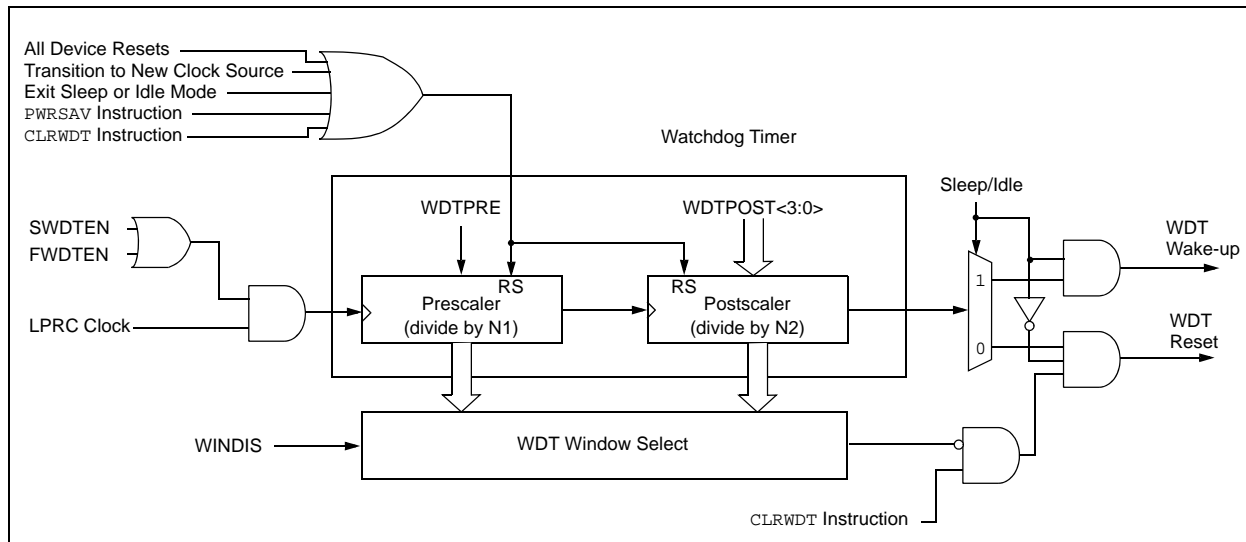 All Device Resets
Transition to New Clock Source
Exit Sleep or Idle Mode
PWRSAV Instruction
CLRWDT Instruction
Watchdog Timer
Sleep/Idle
WDTPRE
WDTPOST<3:0>
SWDTEN
FWDTEN
WDT
Wake-up
RS
RS
1
Prescaler
(divide by N1)
Postscaler
(divide by N2)
LPRC Clock
0
WDT
Reset
WINDIS
WDT Window Select
CLRWDT Instruction